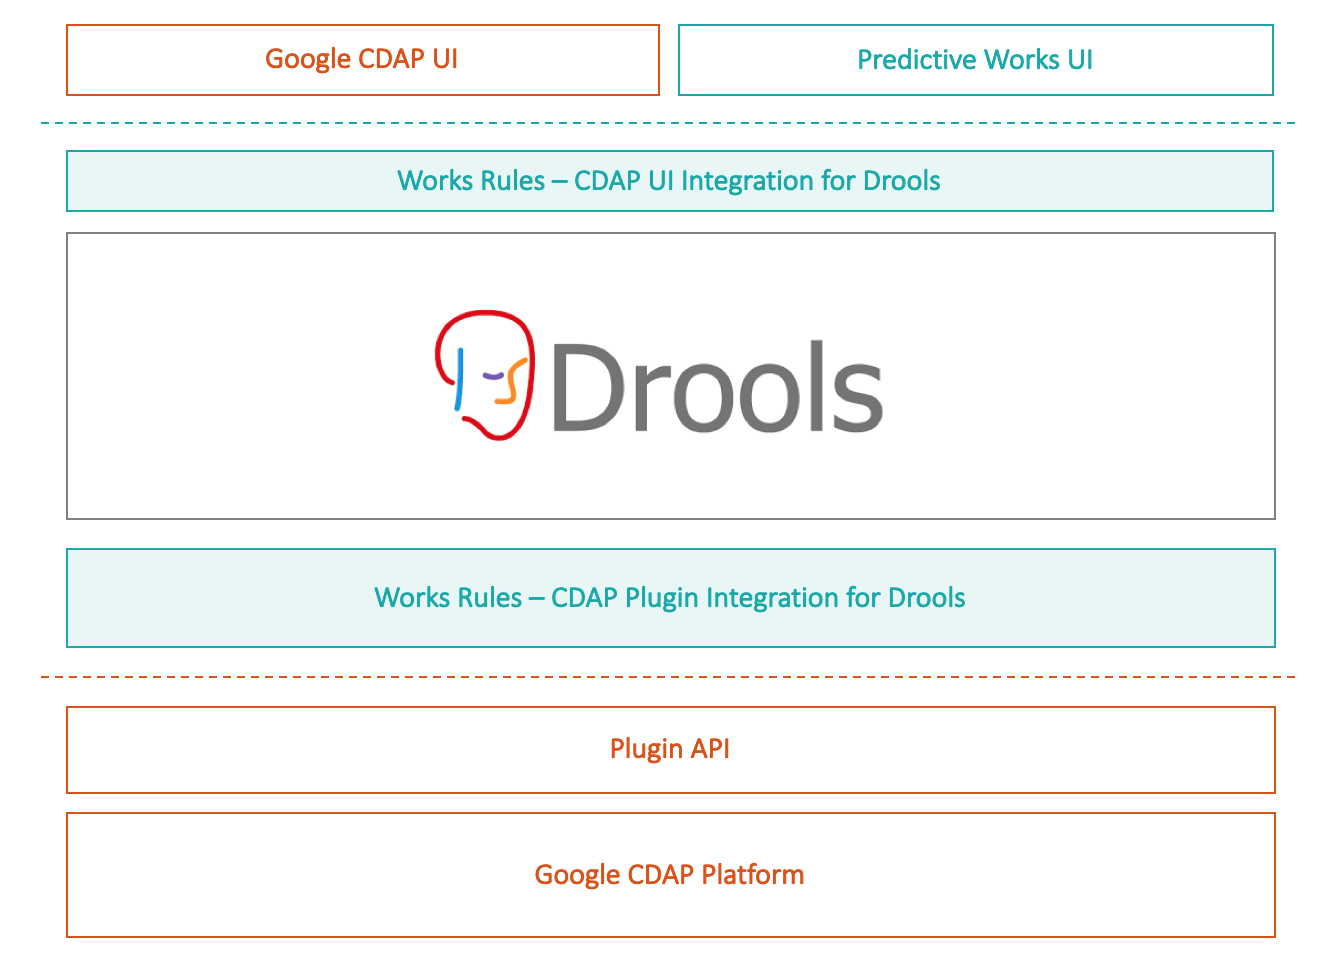 Google CDAP UI
Predictive Works UI
Works Rules – CDAP UI Integration for Drools
Drools
Works Rules – CDAP Plugin Integration for Drools
Plugin API
Google CDAP Platform